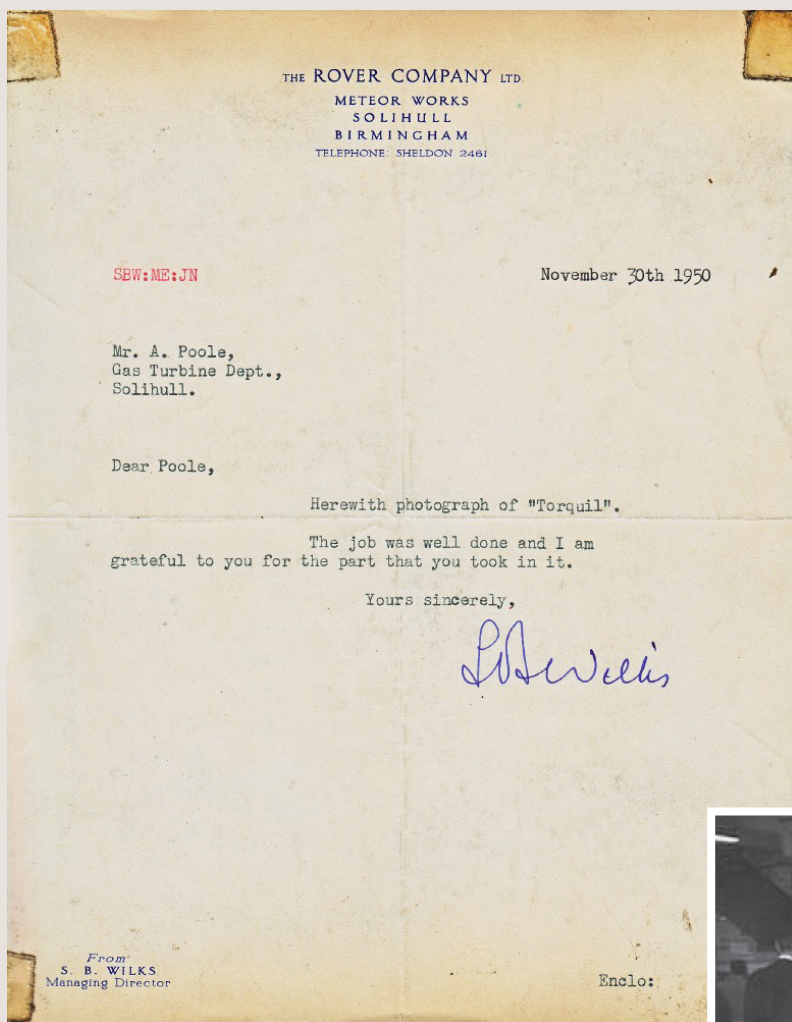 THE ROVER COMPANY LTD.
METEOR WORKS
SOLIHULL
BIRMINGHAM
TELEPHONE: SHELDON 2461
SBW:ME:JN November 30th 1950
Mr. A. Poole,
Gas Turbine Dept.,
Solihull.
Dear Poole,
Herewith photograph of "Torquil".
The job was well done and I am
grateful to you for the part that you took in it.
Yours sincerely,
SBWilks
From
S. B. WILKS
Managing Director
Enclo: